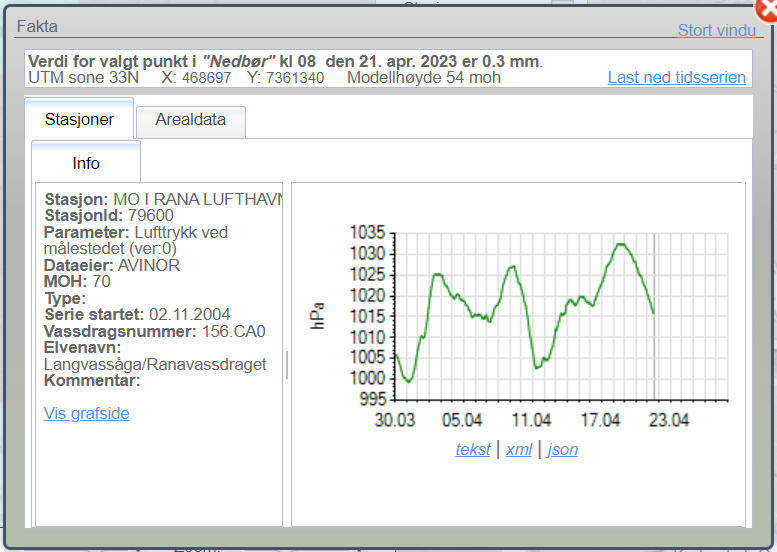 Fakta
Stort vindu
Verdi for valgt punkt i "Nedbør" kl 08 den 21. apr. 2023 er 0.3 mm.
UTM sone 33N X: 468697 Y: 7361340 Modellhøyde 54 moh Last ned tidsserien
Stasjoner Arealdata
Info
Stasjon: MO I RANA LUFTHAVN
StasjonId: 79600
Parameter: Lufttrykk ved
målestedet (ver:0)
Dataeier: AVINOR
MOH: 70
Type:
Serie startet: 02.11.2004
Vassdragsnummer: 156.CA0
Elvenavn:
Langvassåga/Ranavassdraget
Kommentar:
Vis grafside
hPa
1035
1030
1025
1020
1015
1010
1005
1000
995
30.03 05.04 11.04 17.04 23.04
tekst | xml | json